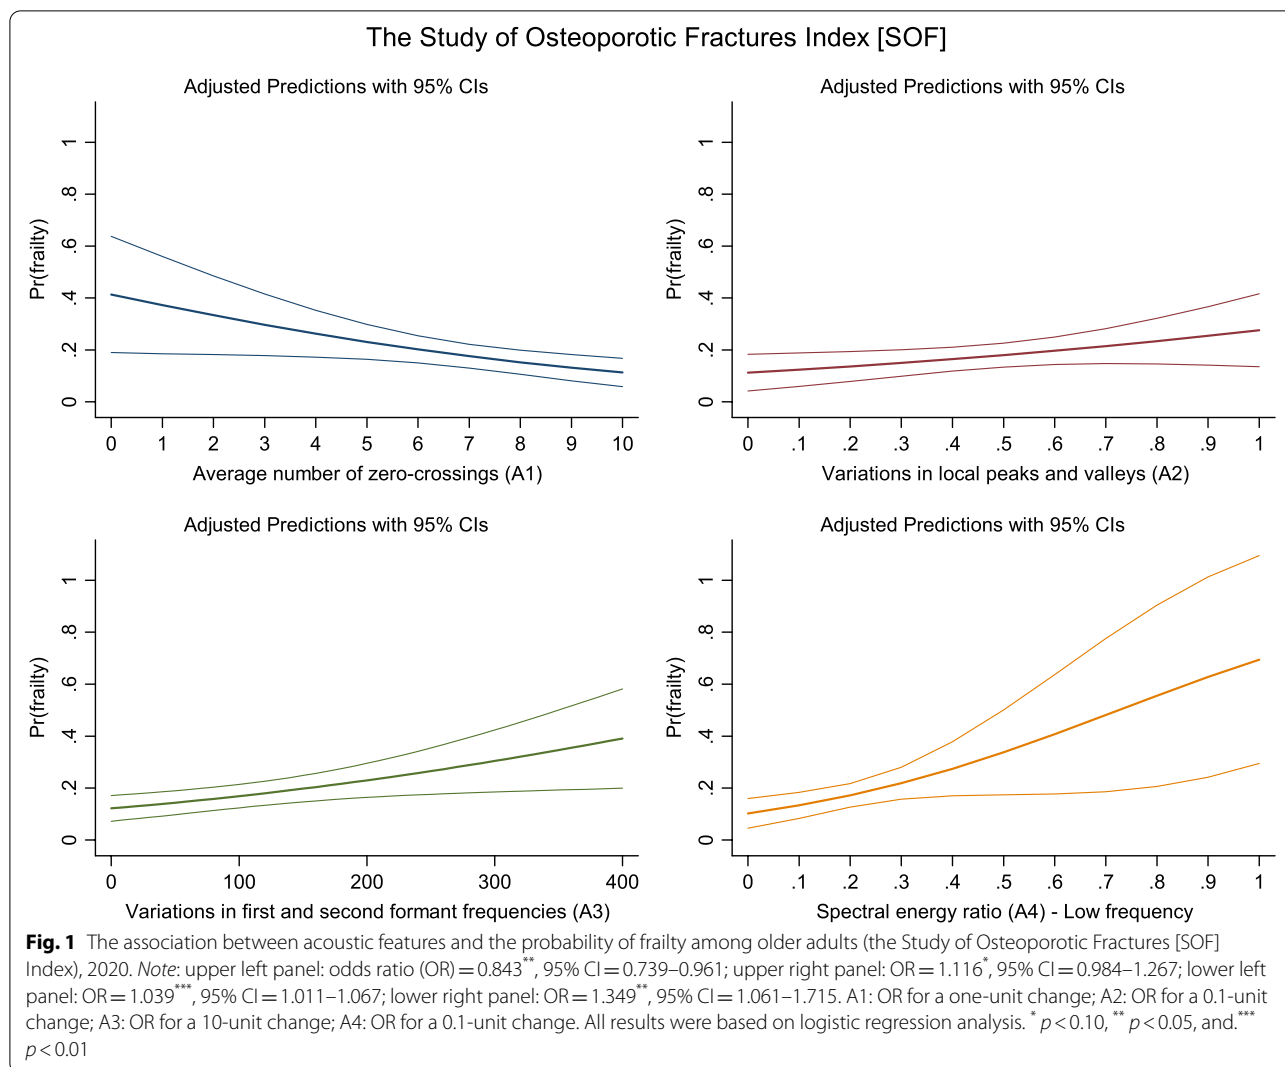 The Study of Osteoporotic Fractures Index [SOF]
Adjusted Predictions with 95% CIs
Pr(frailty)
1
.8
.6
.4
.2
0
0 1 2 3 4 5 6 7 8 9 10
Average number of zero-crossings (A1)
Adjusted Predictions with 95% CIs
Pr(frailty)
1
.8
.6
.4
.2
0
0 .1 .2 .3 .4 .5 .6 .7 .8 .9 1
Variations in local peaks and valleys (A2)
Adjusted Predictions with 95% CIs
Pr(frailty)
1
.8
.6
.4
.2
0
0 100 200 300 400
Variations in first and second formant frequencies (A3)
Adjusted Predictions with 95% CIs
Pr(frailty)
1
.8
.6
.4
.2
0
0 .1 .2 .3 .4 .5 .6 .7 .8 .9 1
Spectral energy ratio (A4) - Low frequency
Fig. 1 The association between acoustic features and the probability of frailty among older adults (the Study of Osteoporotic Fractures [SOF]
Index), 2020. Note: upper left panel: odds ratio (OR) = 0.843**, 95% CI = 0.739–0.961; upper right panel: OR = 1.116*, 95% CI = 0.984–1.267; lower left
panel: OR = 1.039***, 95% CI = 1.011–1.067; lower right panel: OR = 1.349**, 95% CI = 1.061–1.715. A1: OR for a one-unit change; A2: OR for a 0.1-unit
change; A3: OR for a 10-unit change; A4: OR for a 0.1-unit change. All results were based on logistic regression analysis. * p < 0.10, ** p < 0.05, and.***
p < 0.01